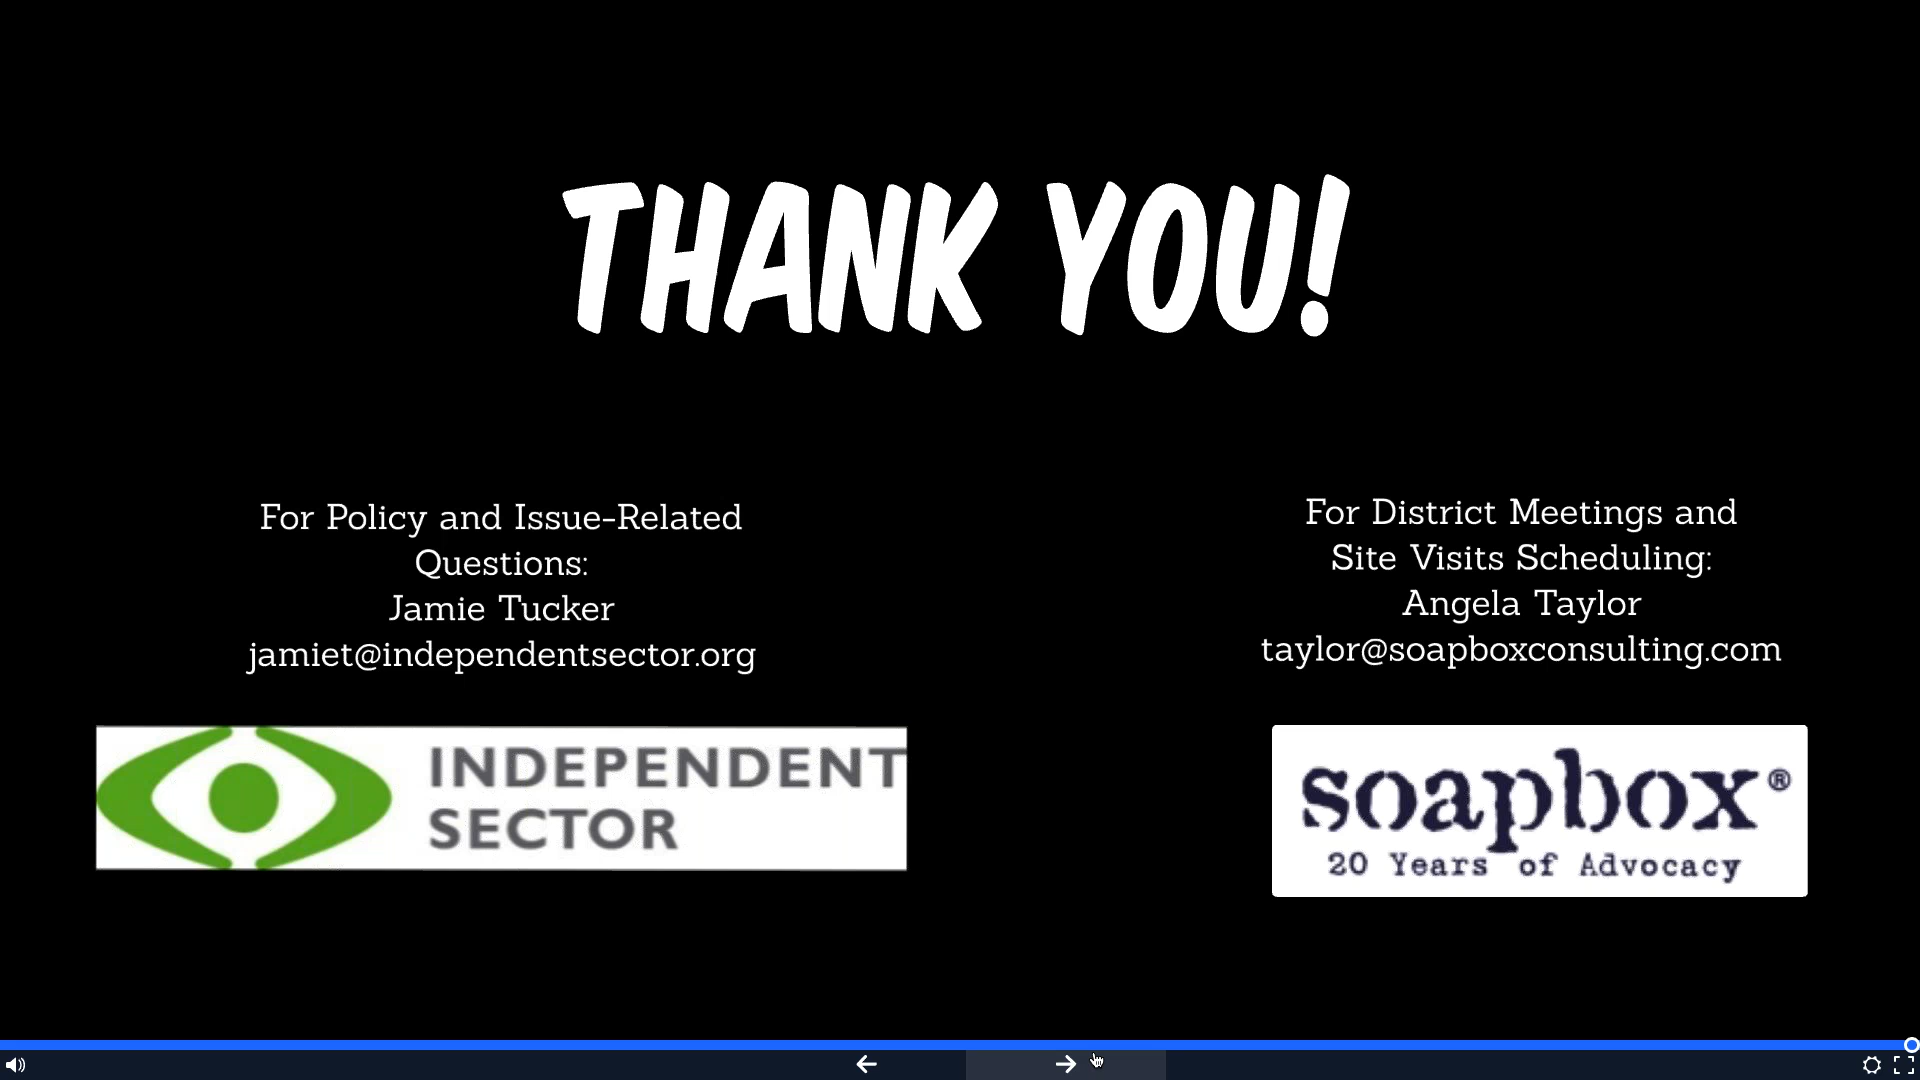 THANK YOU!
For Policy and Issue-Related
Questions:
Jamie Tucker
jamiet@independentsector.org
For District Meetings and
Site Visits Scheduling:
Angela Taylor
taylor@soapboxconsulting.com
INDEPENDENT
SECTOR
soapbox®
20 Years of Advocacy